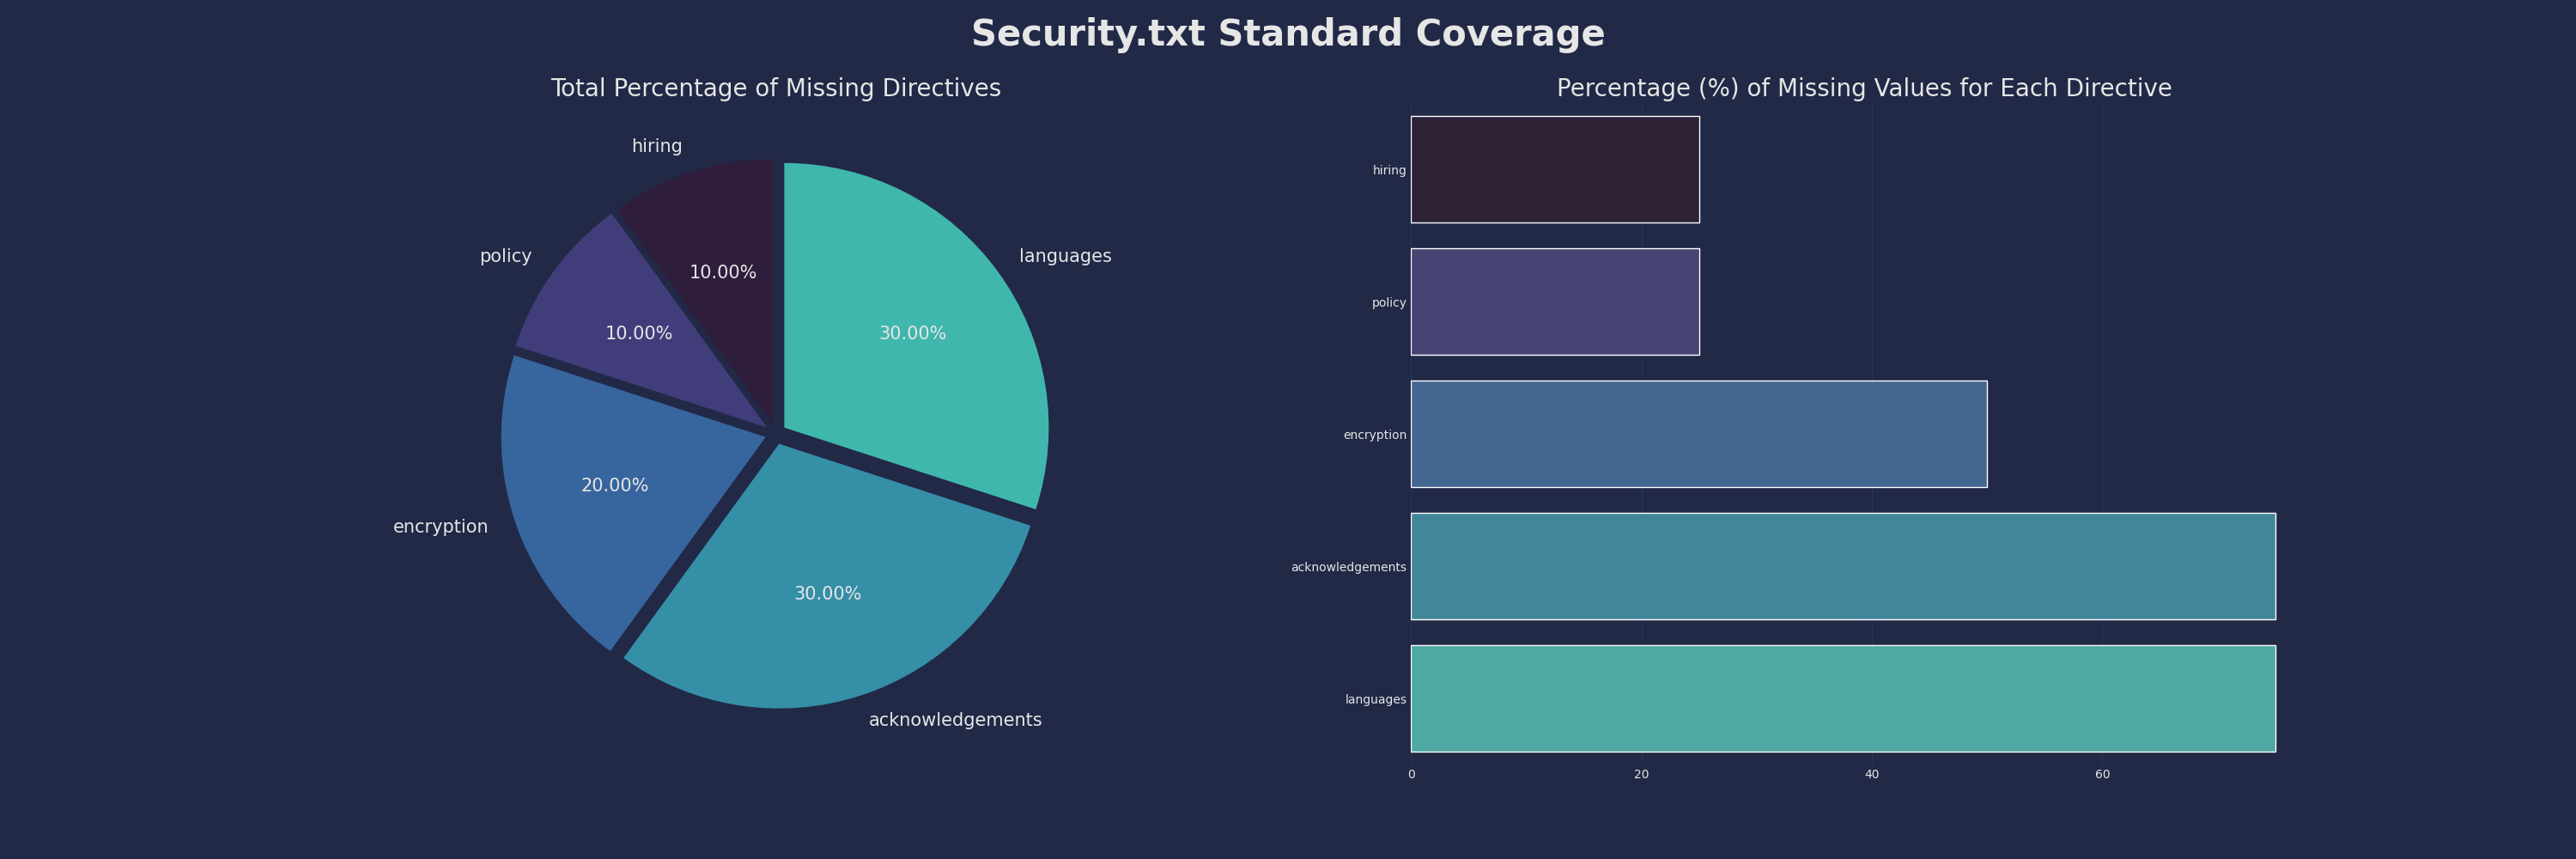 Security.txt Standard Coverage
Total Percentage of Missing Directives
hiring
policy
languages
10.00%
10.00%
30.00%
20.00%
encryption
30.00%
acknowledgements
Percentage (%) of Missing Values for Each Directive
hiring
policy
encryption
acknowledgements
languages
0 20 40 60